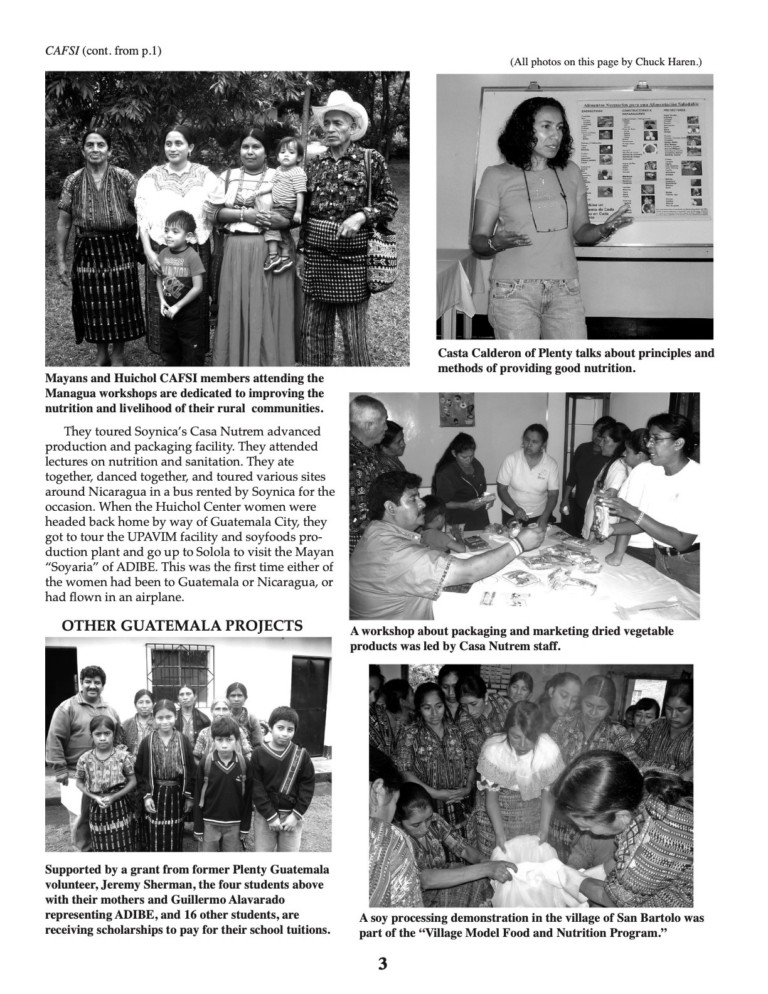 CAFSI (cont. from p.1)
(All photos on this page by Chuck Haren.)
Alimentos Necesarios para una Alimentación Saludable
Mayans and Huichol CAFSI members attending the
Managua workshops are dedicated to improving the
nutrition and livelihood of their rural communities.
Casta Calderon of Plenty talks about principles and
methods of providing good nutrition.
They toured Soynica’s Casa Nutrem advanced
production and packaging facility. They attended
lectures on nutrition and sanitation. They ate
together, danced together, and toured various sites
around Nicaragua in a bus rented by Soynica for the
occasion. When the Huichol Center women were
headed back home by way of Guatemala City, they
got to tour the UPAVIM facility and soyfoods pro-
duction plant and go up to Solola to visit the Mayan
“Soyaria” of ADIBE. This was the first time either of
the women had been to Guatemala or Nicaragua, or
had flown in an airplane.
A workshop about packaging and marketing dried vegetable
products was led by Casa Nutrem staff.
OTHER GUATEMALA PROJECTS
Supported by a grant from former Plenty Guatemala
volunteer, Jeremy Sherman, the four students above
with their mothers and Guillermo Alavarado
representing ADIBE, and 16 other students, are
receiving scholarships to pay for their school tuitions.
A soy processing demonstration in the village of San Bartolo was
part of the “Village Model Food and Nutrition Program.”
3